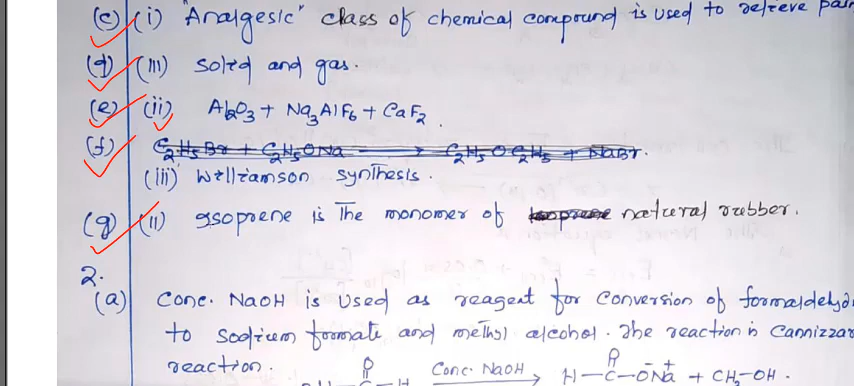 (c) (i) "Analgesic" class of chemical compound is used to relieve pain
(d) (iii) solid and gas.
(e) (ii) Al2O3 + Na3AlF6 + CaF2.
(f) C2H5Br + C2H5ONa → C2H5OC2H5 + NaBr.
(iii) Williamson synthesis.
(g) (ii) Isoprene is The monomer of natural rubber.
2.
(a) Conc. NaOH is used as reagent for conversion of formaldehyd
to sodium formate and methyl alcohol. The reaction is Cannizzar
reaction.
O O
C–H Conc. NaOH → H–C–ŌNa+ + CH3–OH.